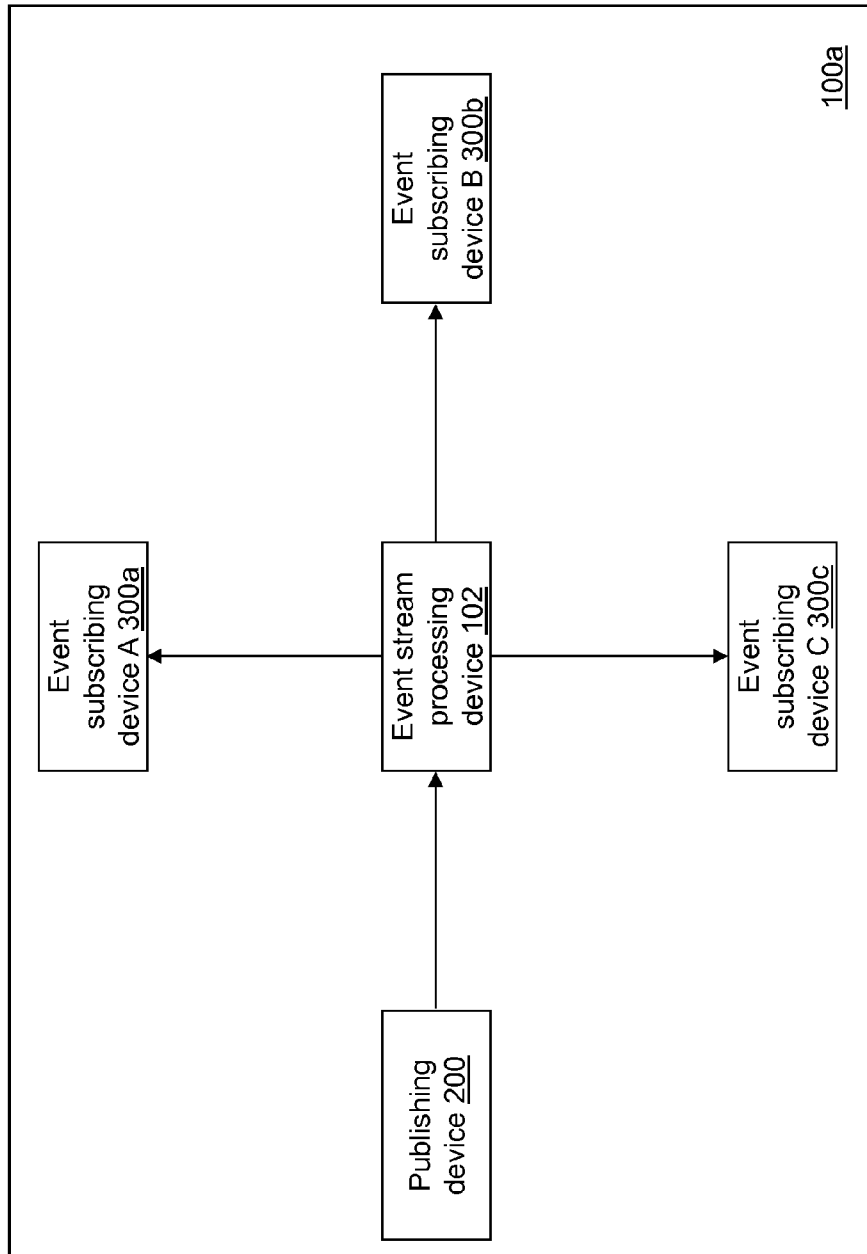 Publishing
device 200
Event subscribing
device A 300a
Event stream
processing
device 102
Event
subscribing
device C 300c
Event
subscribing
device B 300b
100a